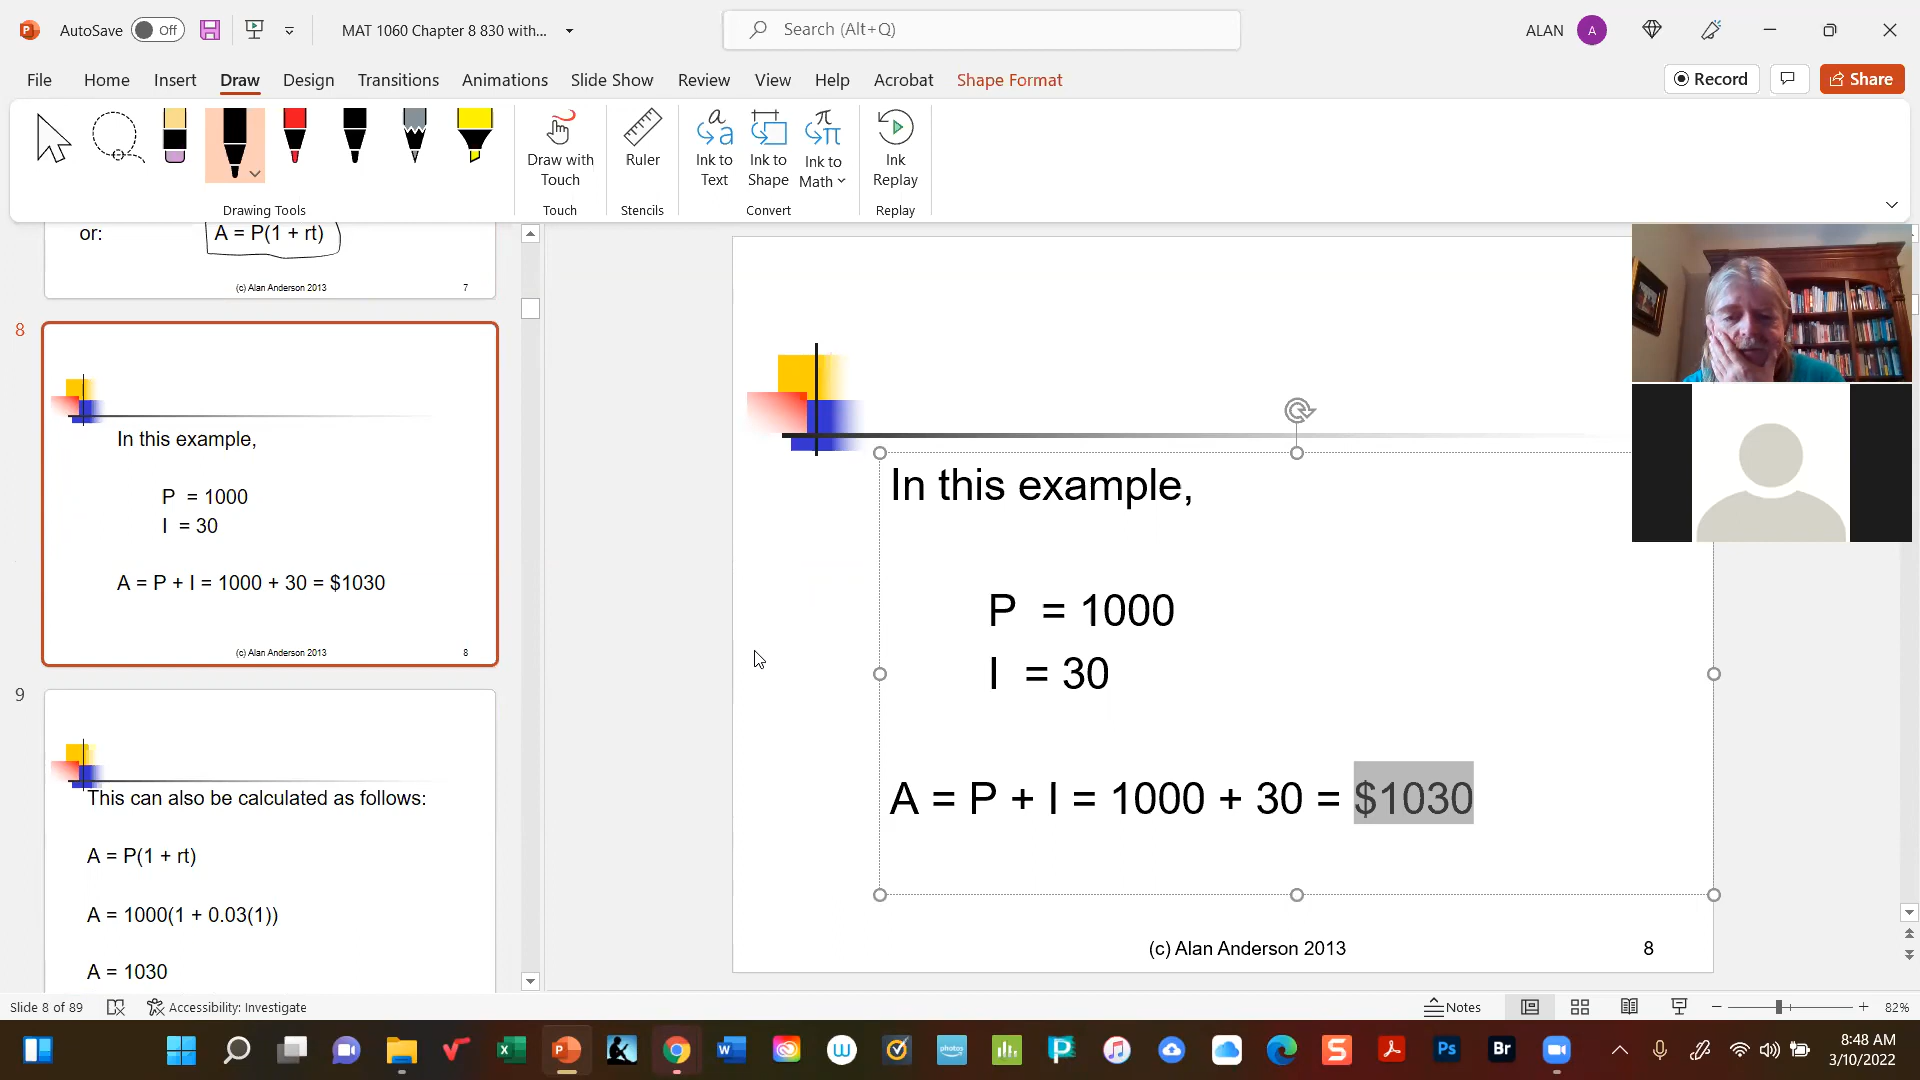 AutoSave Off MAT 1060 Chapter 8 830 with... Search (Alt+Q) ALAN A
File Home Insert Draw Design Transitions Animations Slide Show Review View Help Acrobat Shape Format Record Share
Draw with Touch
Ruler
Ink to Text
Ink to Shape
Ink to Math
Ink Replay
Drawing Tools Touch Stencils Convert Replay
or: A = P(1 + rt)
(c) Alan Anderson 2013 7
8
In this example,
P = 1000
I = 30
A = P + I = 1000 + 30 = $1030
(c) Alan Anderson 2013 8
9
This can also be calculated as follows:
A = P(1 + rt)
A = 1000(1 + 0.03(1))
A = 1030
In this example,
P = 1000
I = 30
A = P + I = 1000 + 30 = $1030
(c) Alan Anderson 2013 8
Slide 8 of 89 Accessibility: Investigate Notes 82%
photos Ps Br
8:48 AM
3/10/2022